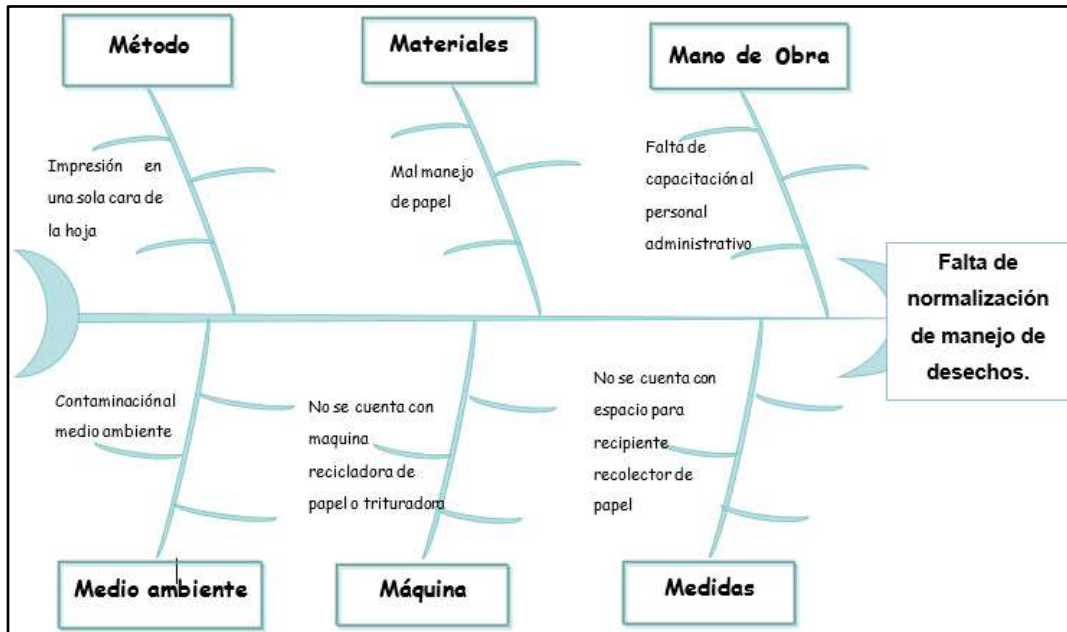 Método
Materiales
Mano de Obra
Impresión en
una sola cara de
la hoja
Mal manejo
de papel
Falta de
capacitación al
personal
administrativo
Falta de
normalización
de manejo de
desechos.
Contaminación al
medio ambiente
No se cuenta con
maquina
recicladora de
papel o trituradora
No se cuenta con
espacio para
recipiente
recolector de
papel
Medio ambiente
Máquina
Medidas